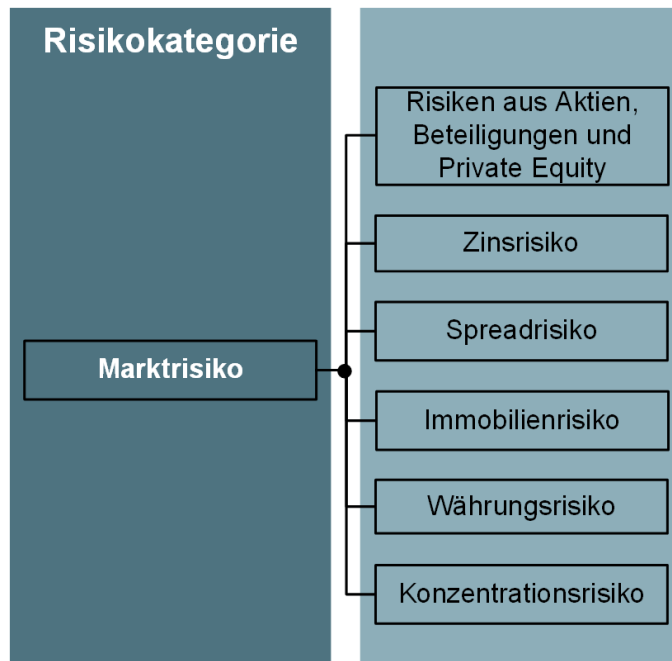 Risikokategorie
Risiken aus Aktien,
Beteiligungen und
Private Equity
Zinsrisiko
Spreadrisiko
Marktrisiko
Immobilienrisiko
Währungsrisiko
Konzentrationsrisiko